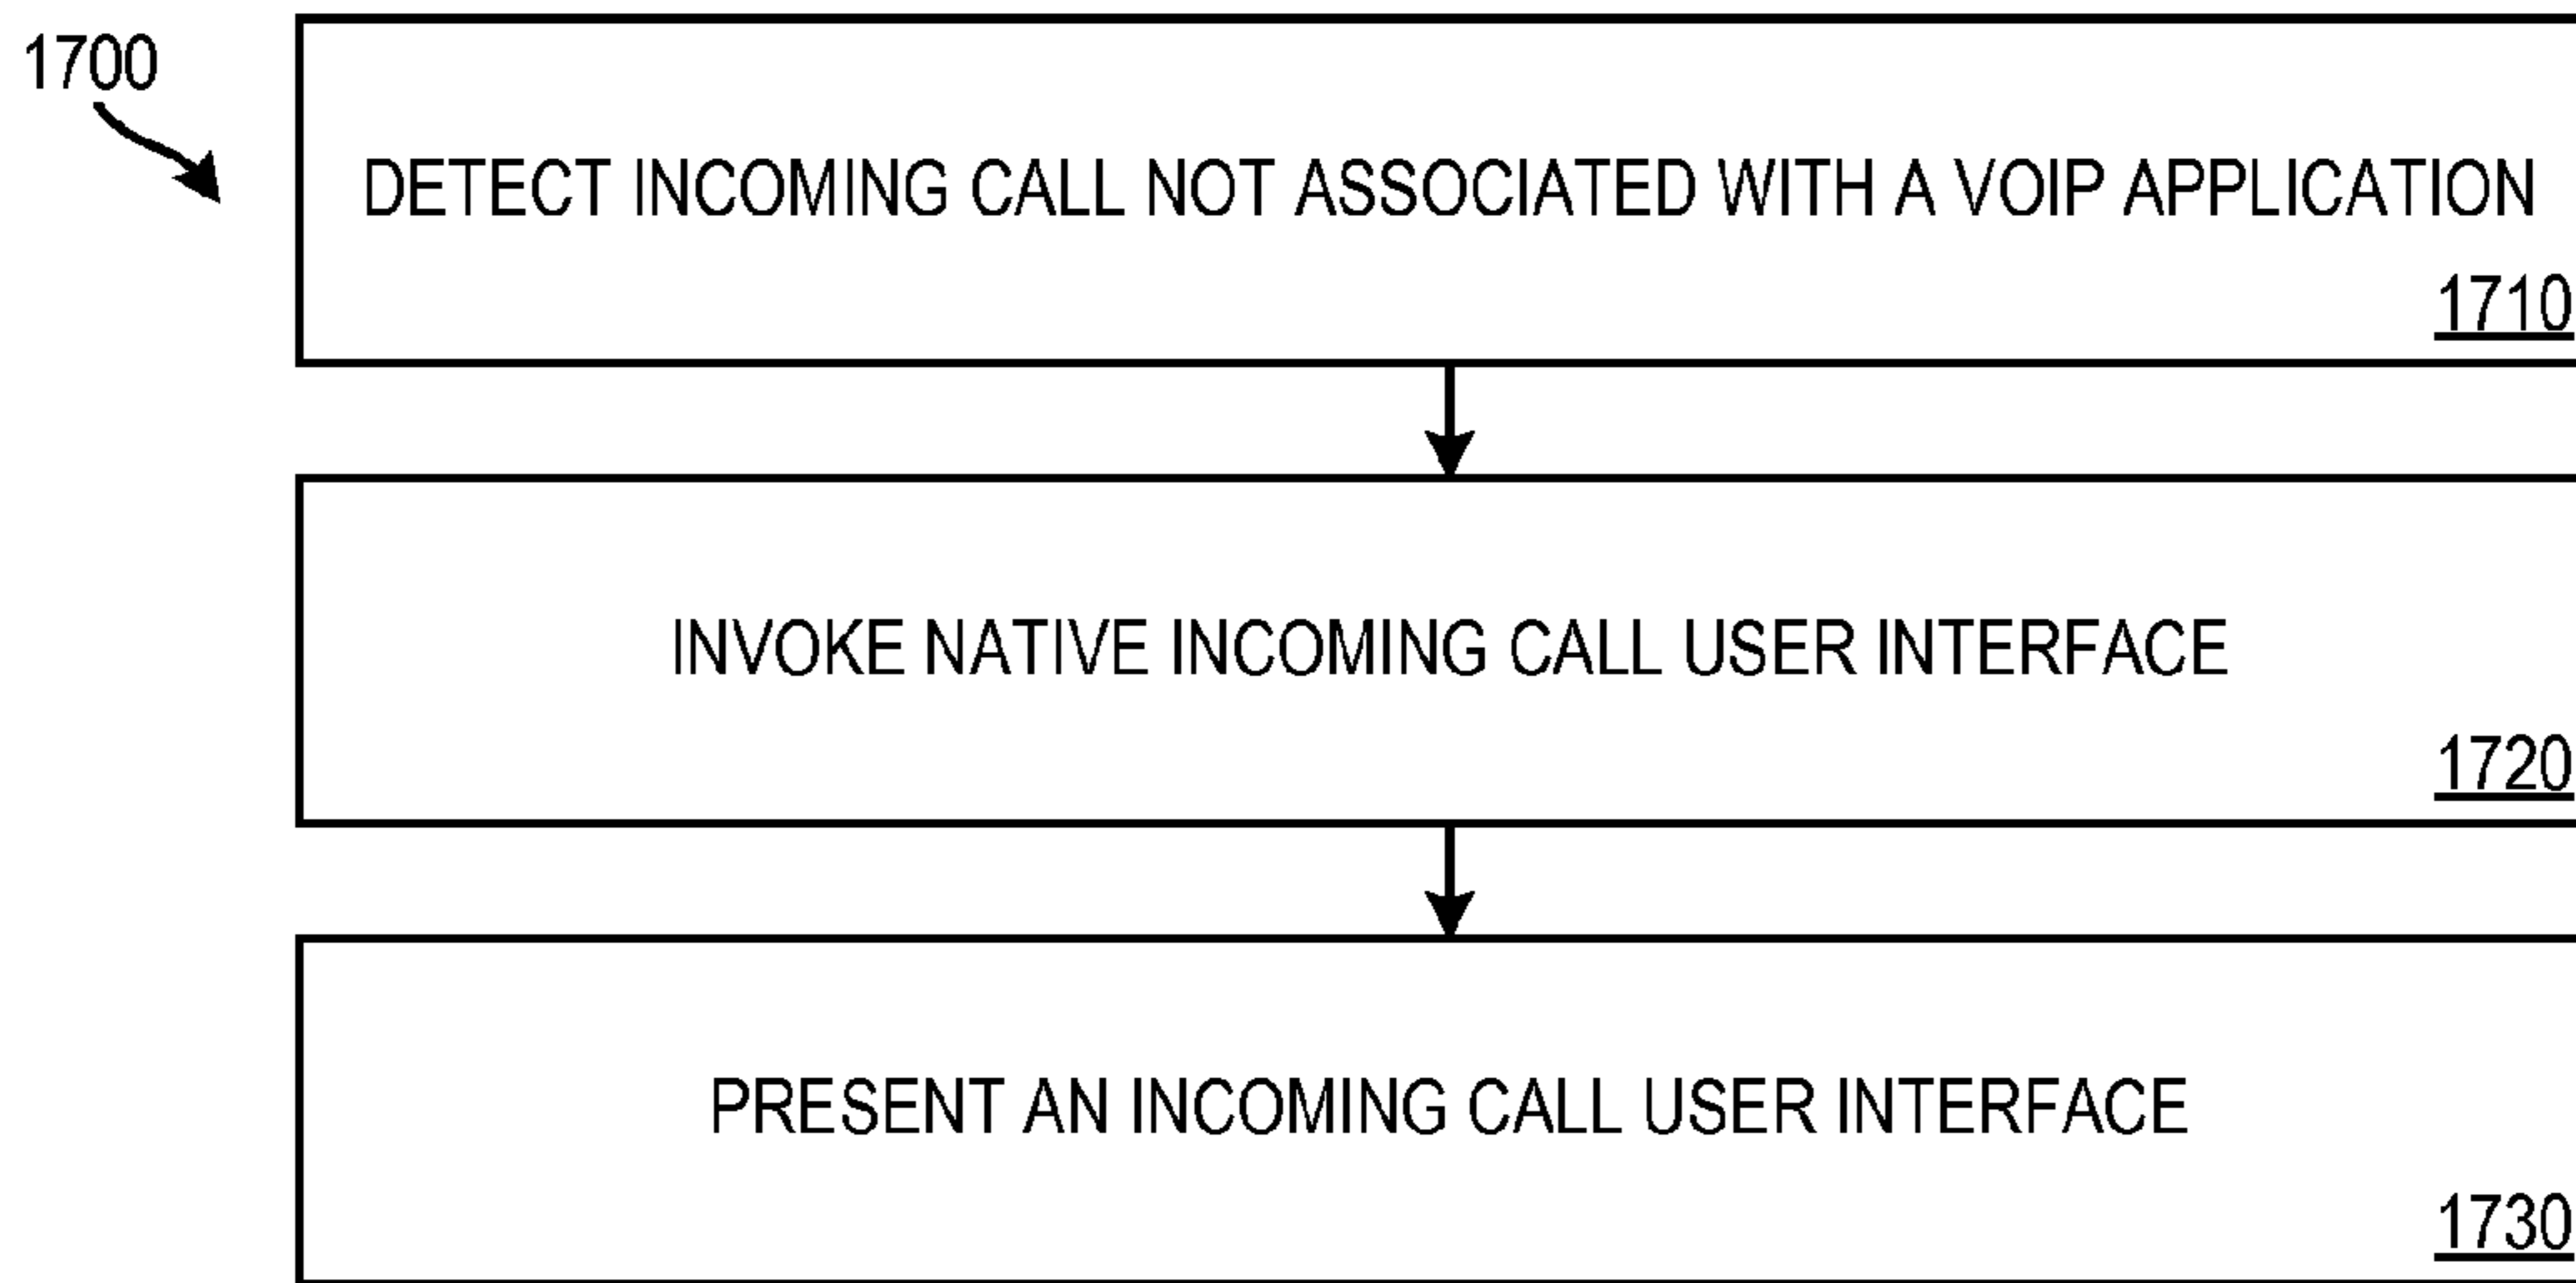 1700
DETECT INCOMING CALL NOT ASSOCIATED WITH A VOIP APPLICATION
1710
INVOKE NATIVE INCOMING CALL USER INTERFACE
1720
PRESENT AN INCOMING CALL USER INTERFACE
1730